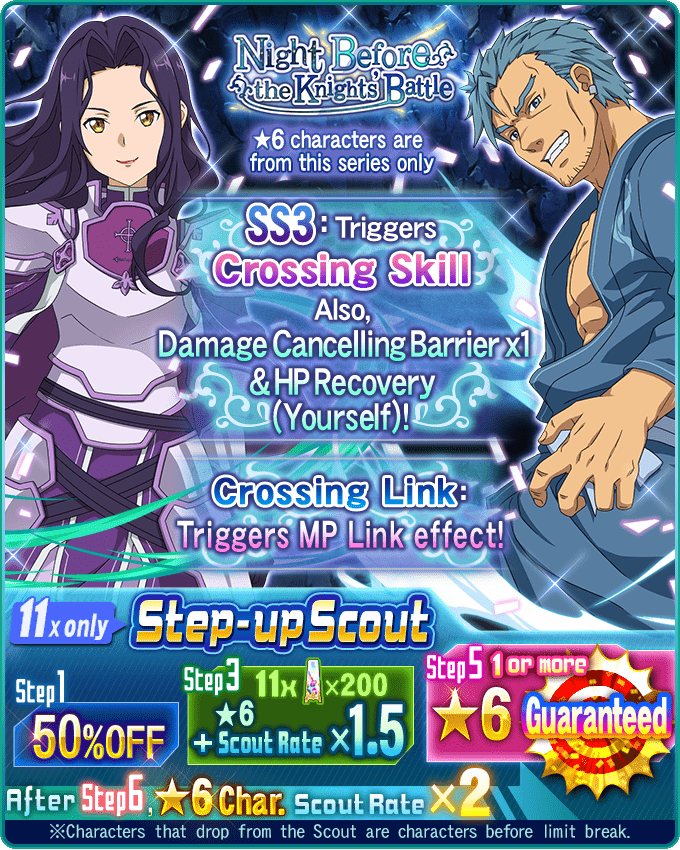 Night Before
the Knights' Battle
★6 characters are
from this series only
SS3: Triggers
Crossing Skill
Also,
Damage Cancelling Barrier x1
& HP Recovery
(Yourself)!
Crossing Link:
Triggers MP Link effect!
11x only Step-up Scout
Step1
50%OFF
Step3 11x ×200
★6
+ Scout Rate ×1.5
Step5 1 or more
★6 Guaranteed
After Step6, ★6 Char. Scout Rate ×2
※Characters that drop from the Scout are characters before limit break.